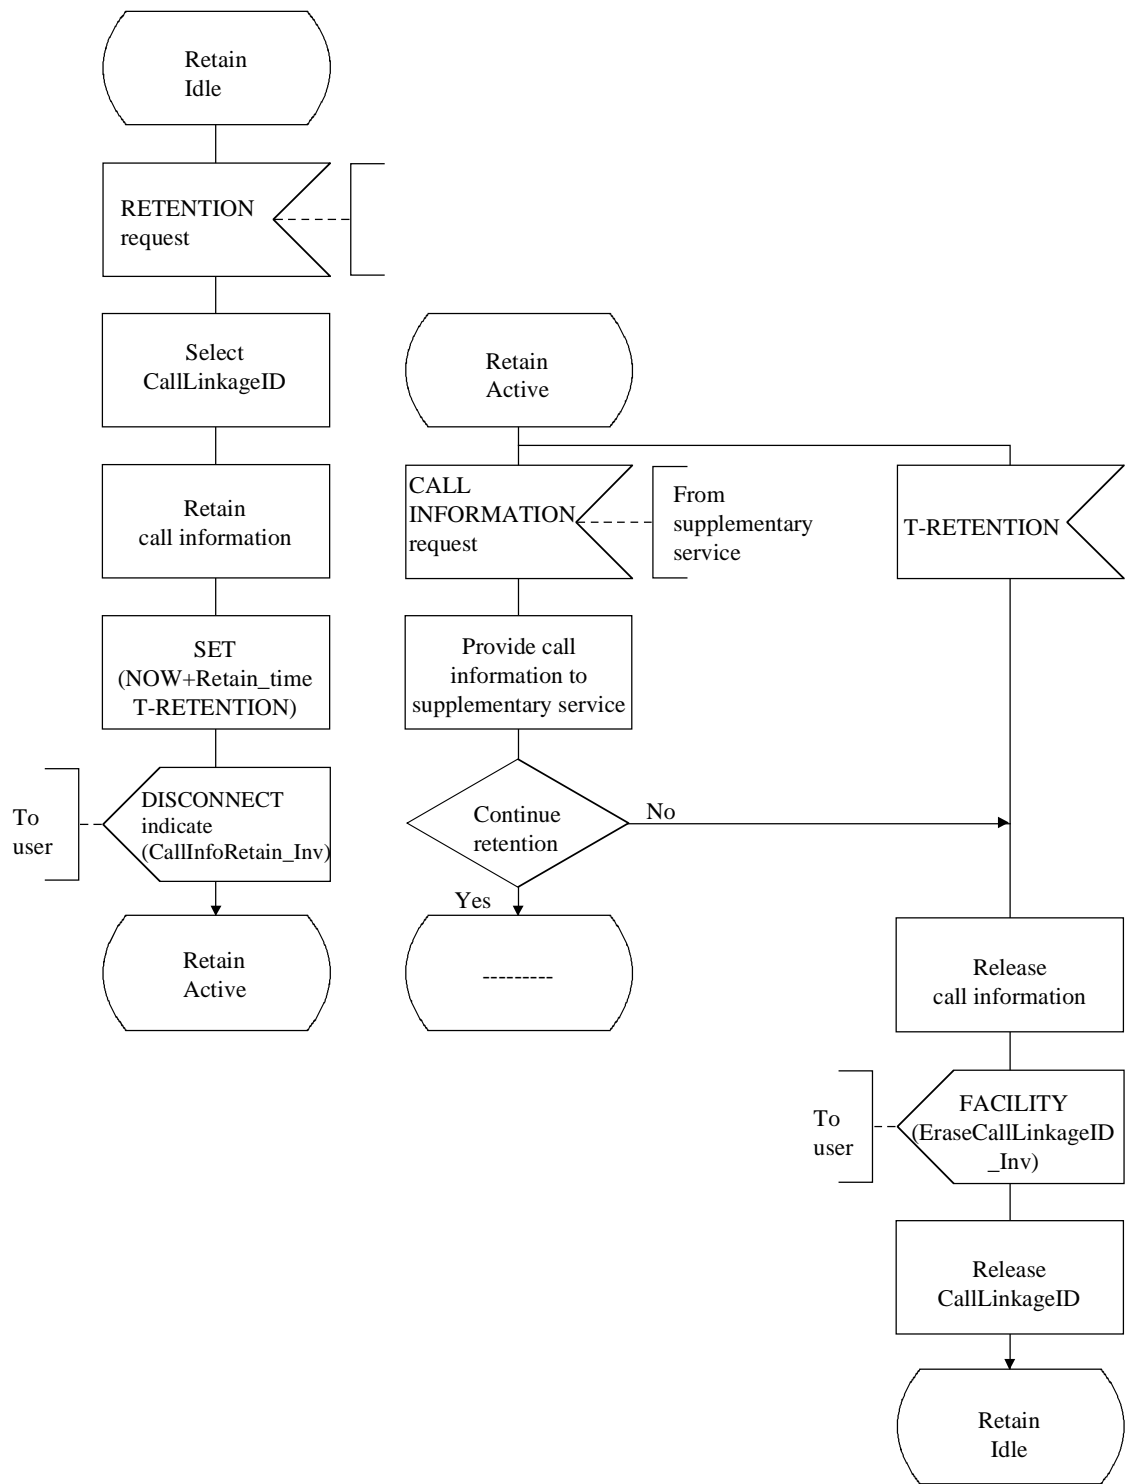 Retain
Idle
RETENTION
request
Select
CallLinkageID
Retain
call information
SET
(NOW+Retain_time
T-RETENTION)
To
user
DISCONNECT
indicate
(CallInfoRetain_Inv)
Retain
Active
Retain
Active
CALL
INFORMATION
request
From
supplementary
service
Provide call
information to
supplementary service
Continue
retention
No
Yes
---------
T-RETENTION
Release
call information
To
user
FACILITY
(EraseCallLinkageID
_Inv)
Release
CallLinkageID
Retain
Idle